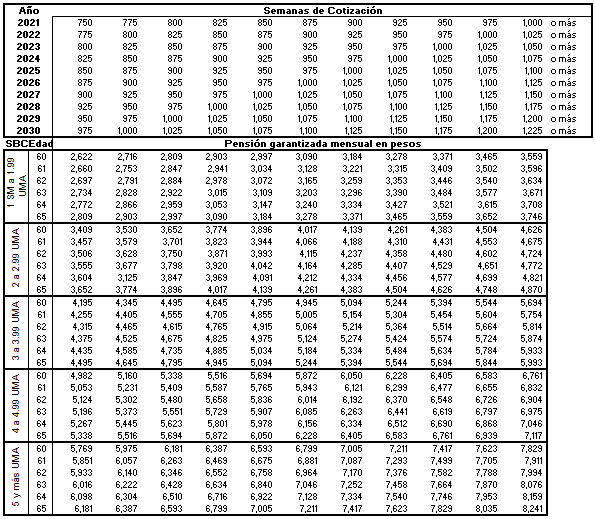 Año Semanas de Cotización
2021 750 775 800 825 850 875 900 925 950 975 1,000 o más
2022 775 800 825 850 875 900 925 950 975 1,000 1,025 o más
2023 800 825 850 875 900 925 950 975 1,000 1,025 1,050 o más
2024 825 850 875 900 925 950 975 1,000 1,025 1,050 1,075 o más
2025 850 875 900 925 950 975 1,000 1,025 1,050 1,075 1,100 o más
2026 875 900 925 950 975 1,000 1,025 1,050 1,075 1,100 1,125 o más
2027 900 925 950 975 1,000 1,025 1,050 1,075 1,100 1,125 1,150 o más
2028 925 950 975 1,000 1,025 1,050 1,075 1,100 1,125 1,150 1,175 o más
2029 950 975 1,000 1,025 1,050 1,075 1,100 1,125 1,150 1,175 1,200 o más
2030 975 1,000 1,025 1,050 1,075 1,100 1,125 1,150 1,175 1,200 1,225 o más
SBC Edad Pensión garantizada mensual en pesos
1 SM a 1.99 UMA
60 2,622 2,716 2,809 2,903 2,997 3,090 3,184 3,278 3,371 3,465 3,559
61 2,660 2,753 2,847 2,941 3,034 3,128 3,221 3,315 3,409 3,502 3,596
62 2,697 2,791 2,884 2,978 3,072 3,165 3,259 3,353 3,446 3,540 3,634
63 2,734 2,828 2,922 3,015 3,109 3,203 3,296 3,390 3,484 3,577 3,671
64 2,772 2,866 2,959 3,053 3,147 3,240 3,334 3,427 3,521 3,615 3,708
65 2,809 2,903 2,997 3,090 3,184 3,278 3,371 3,465 3,559 3,652 3,746
2 a 2.99 UMA
60 3,409 3,530 3,652 3,774 3,896 4,017 4,139 4,261 4,383 4,504 4,626
61 3,457 3,579 3,701 3,823 3,944 4,066 4,188 4,310 4,431 4,553 4,675
62 3,506 3,628 3,750 3,871 3,993 4,115 4,237 4,358 4,480 4,602 4,724
63 3,555 3,677 3,798 3,920 4,042 4,164 4,285 4,407 4,529 4,651 4,772
64 3,604 3,125 3,847 3,969 4,091 4,212 4,334 4,456 4,577 4,699 4,821
65 3,652 3,774 3,896 4,017 4,139 4,261 4,383 4,504 4,626 4,748 4,870
3 a 3.99 UMA
60 4,195 4,345 4,495 4,645 4,795 4,945 5,094 5,244 5,394 5,544 5,694
61 4,255 4,405 4,555 4,705 4,855 5,005 5,154 5,304 5,454 5,604 5,754
62 4,315 4,465 4,615 4,765 4,915 5,064 5,214 5,364 5,514 5,664 5,814
63 4,375 4,525 4,675 4,825 4,975 5,124 5,274 5,424 5,574 5,724 5,874
64 4,435 4,585 4,735 4,885 5,034 5,184 5,334 5,484 5,634 5,784 5,933
65 4,495 4,645 4,795 4,945 5,094 5,244 5,394 5,544 5,694 5,844 5,993
4 a 4.99 UMA
60 4,982 5,160 5,338 5,516 5,694 5,872 6,050 6,228 6,405 6,583 6,761
61 5,053 5,231 5,409 5,587 5,765 5,943 6,121 6,299 6,477 6,655 6,832
62 5,124 5,302 5,480 5,658 5,836 6,014 6,192 6,370 6,548 6,726 6,904
63 5,196 5,373 5,551 5,729 5,907 6,085 6,263 6,441 6,619 6,797 6,975
64 5,267 5,445 5,623 5,801 5,978 6,156 6,334 6,512 6,690 6,868 7,046
65 5,338 5,516 5,694 5,872 6,050 6,228 6,405 6,583 6,761 6,939 7,117
5 y más UMA
60 5,769 5,975 6,181 6,387 6,593 6,799 7,005 7,211 7,417 7,623 7,829
61 5,851 6,057 6,263 6,469 6,675 6,881 7,087 7,293 7,499 7,705 7,911
62 5,933 6,140 6,346 6,552 6,758 6,964 7,170 7,376 7,582 7,788 7,994
63 6,016 6,222 6,428 6,634 6,840 7,046 7,252 7,458 7,664 7,870 8,076
64 6,098 6,304 6,510 6,716 6,922 7,128 7,334 7,540 7,746 7,953 8,159
65 6,181 6,387 6,593 6,799 7,005 7,211 7,417 7,623 7,829 8,035 8,241